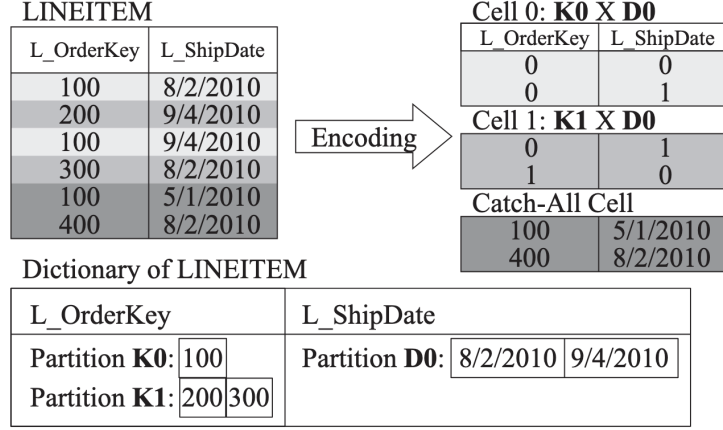 LINEITEM
L_OrderKey L_ShipDate
100 8/2/2010
200 9/4/2010
100 9/4/2010
300 8/2/2010
100 5/1/2010
400 8/2/2010
Encoding
Cell 0: K0 X D0
L_OrderKey L_ShipDate
0 0
0 1
Cell 1: K1 X D0
0 1
1 0
Catch-All Cell
100 5/1/2010
400 8/2/2010
Dictionary of LINEITEM
L_OrderKey L_ShipDate
Partition K0: 100 Partition D0: 8/2/2010 9/4/2010
Partition K1: 200 300